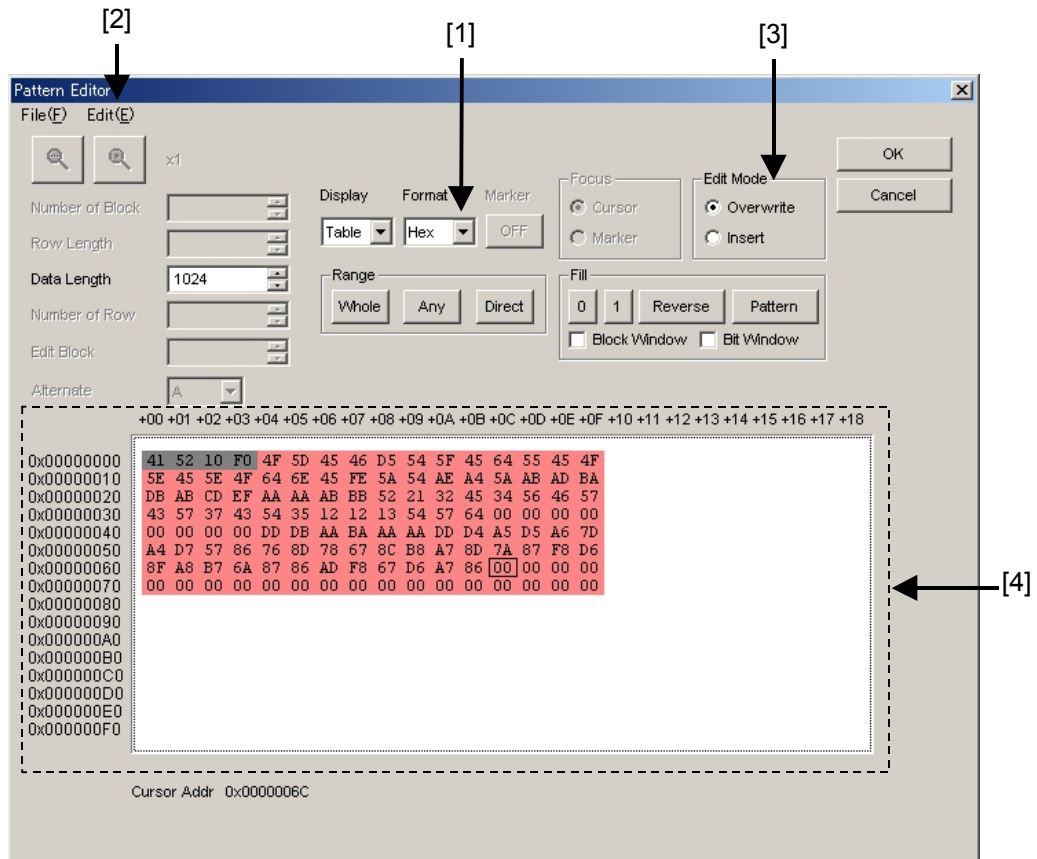 [2] [1] [3]
Pattern Editor
File(F) Edit(E)
x1
OK
Number of Block
Display Format Marker
Focus
Edit Mode
Cursor
Overwrite
Cancel
Row Length
Table Hex OFF
Marker
Insert
Data Length 1024
Range
Fill
Number of Row
Whole Any Direct
0 1 Reverse Pattern
Edit Block
Block Window Bit Window
Alternate A
+00 +01 +02 +03 +04 +05 +06 +07 +08 +09 +0A +0B +0C +0D +0E +0F +10 +11 +12 +13 +14 +15 +16 +17 +18
0x00000000 41 52 10 F0 4F 5D 45 46 D5 54 5F 45 64 55 45 4F
0x00000010 5E 45 5E 4F 64 6E 45 FE 5A 54 AE A4 5A AB AD BA
0x00000020 DB AB CD EF AA AA AB BB 52 21 32 45 34 56 46 57
0x00000030 43 57 37 43 54 35 12 12 13 54 57 64 00 00 00 00
0x00000040 00 00 00 00 DD DB AA BA AA AA DD D4 A5 D5 A6 7D
0x00000050 A4 D7 57 86 76 8D 78 67 8C B8 A7 8D 7A 87 F8 D6
0x00000060 8F A8 B7 6A 87 86 AD F8 67 D6 A7 86 00 00 00 00
0x00000070 00 00 00 00 00 00 00 00 00 00 00 00 00 00 00 00
0x00000080
0x00000090
0x000000A0
0x000000B0
0x000000C0
0x000000D0
0x000000E0
0x000000F0
[4]
Cursor Addr 0x0000006C